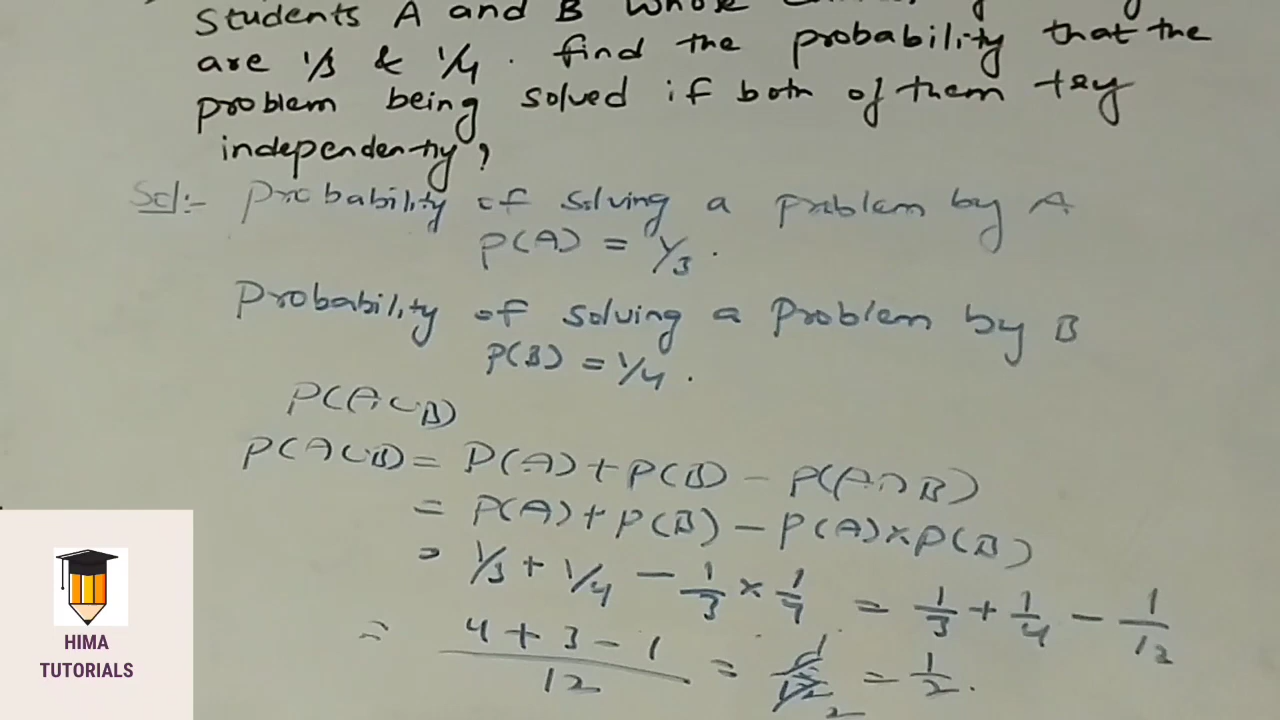 Students A and B whose
are 1/3 & 1/4 . find the probability that the
problem being solved if both of them try
independently?
Sol:- Probability of solving a problem by A
P(A) = 1/3 .
Probability of solving a problem by B
P(B) = 1/4 .
P(A∪B)
P(A∪B) = P(A) + P(B) - P(A∩B)
= P(A) + P(B) - P(A) × P(B)
= 1/3 + 1/4 - 1/3 × 1/4 = 1/3 + 1/4 - 1/12
= 4 + 3 - 1 / 12 = 6/12 = 1/2 .
HIMA
TUTORIALS